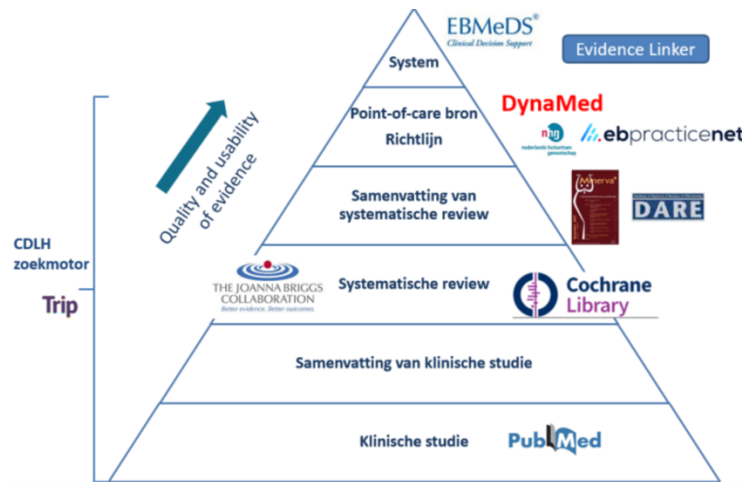 EBMeDS®
Clinical Decision Support
Evidence Linker
System
DynaMed
Point-of-care bron
Richtlijn
nhg
nederlands huisartsen
genootschap
.ebpracticenet
Quality and usability
of evidence
Samenvatting van
systematische review
Minerva
DARE
CDLH
zoekmotor
Trip
THE JOANNA BRIGGS
COLLABORATION
Better evidence. Better outcomes.
Systematische review
Cochrane
Library
Samenvatting van klinische studie
Klinische studie
PubMed